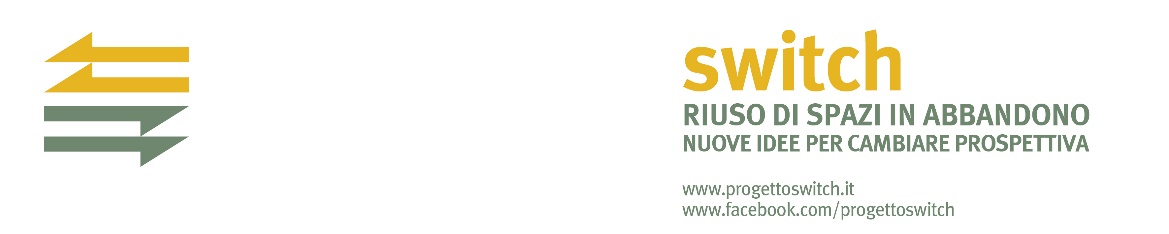 switch
RIUSO DI SPAZI IN ABBANDONO
NUOVE IDEE PER CAMBIARE PROSPETTIVA
www.progettoswitch.it
www.facebook.com/progettoswitch